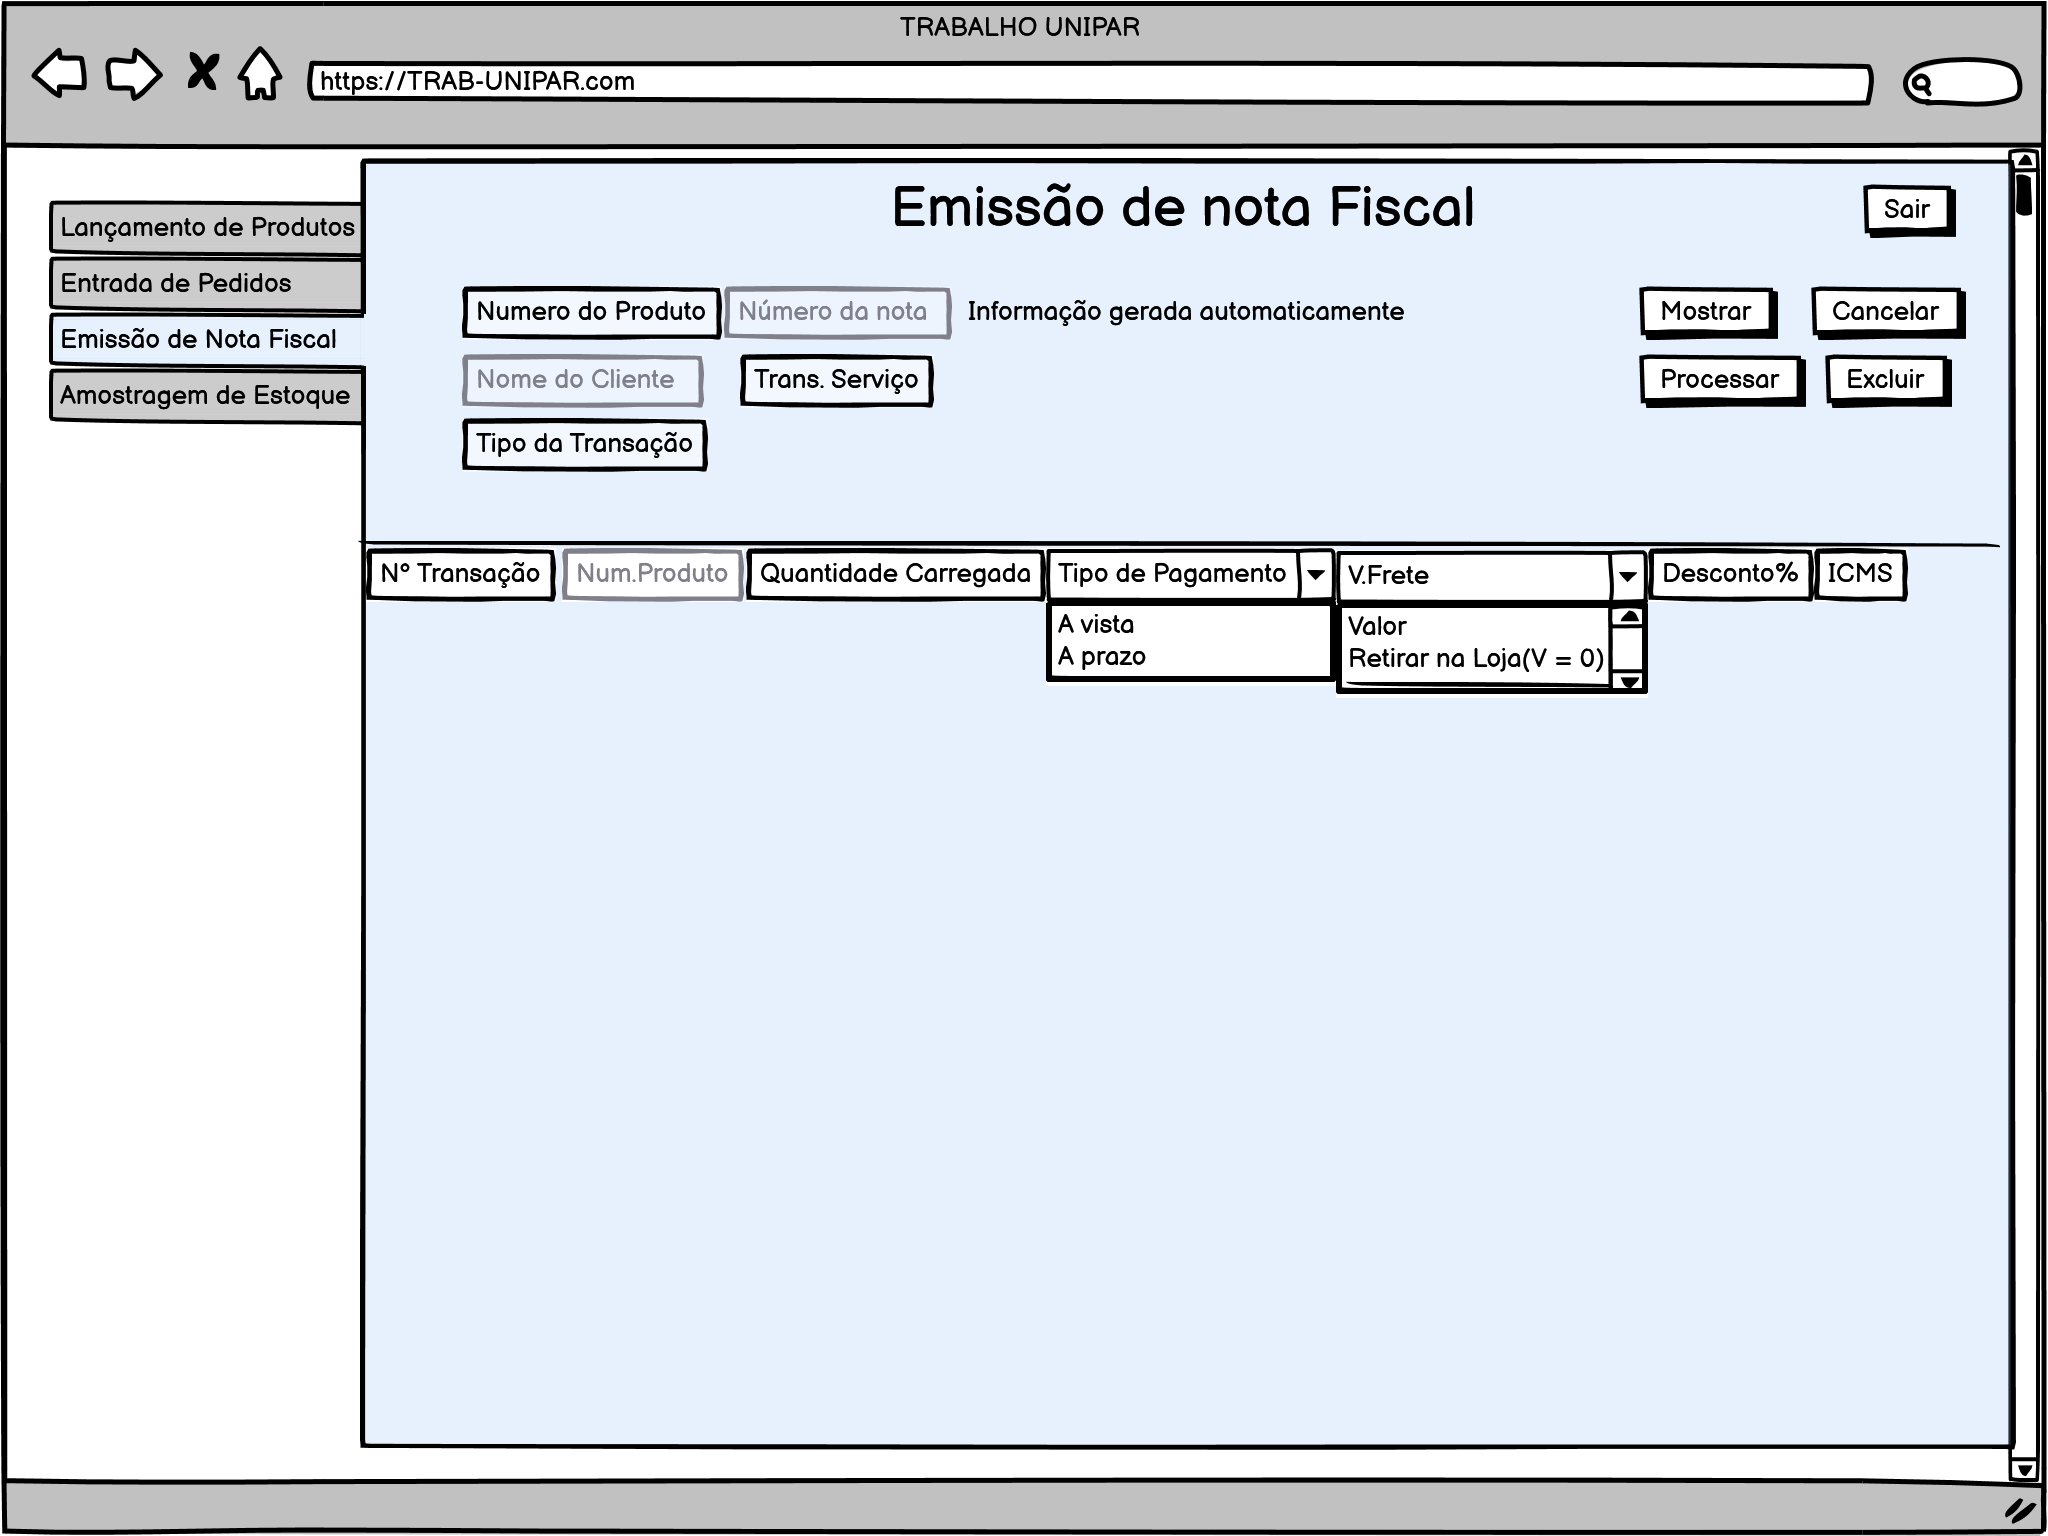 TRABALHO UNIPAR
https://TRAB-UNIPAR.com
Lançamento de Produtos
Entrada de Pedidos
Emissão de Nota Fiscal
Amostragem de Estoque
Emissão de nota Fiscal
Sair
Numero do Produto
Número da nota
Informação gerada automaticamente
Mostrar
Cancelar
Nome do Cliente
Trans. Serviço
Processar
Excluir
Tipo da Transação
N° Transação
Num.Produto
Quantidade Carregada
Tipo de Pagamento
V.Frete
Desconto%
ICMS
A vista
A prazo
Valor
Retirar na Loja(V = 0)